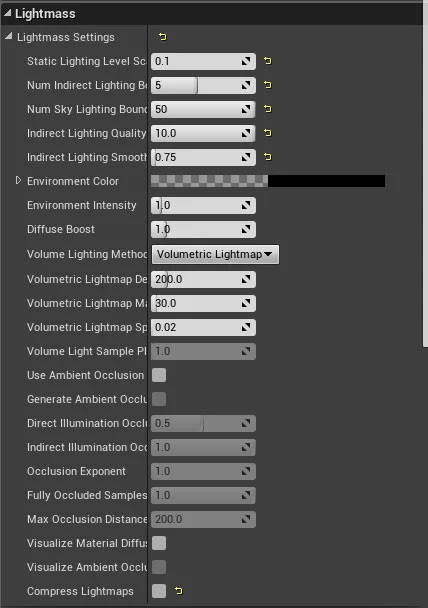 Lightmass
Lightmass Settings
Static Lighting Level Sc 0.1
Num Indirect Lighting Bo 5
Num Sky Lighting Bounc 50
Indirect Lighting Quality 10.0
Indirect Lighting Smoot 0.75
Environment Color
Environment Intensity 1.0
Diffuse Boost 1.0
Volume Lighting Method Volumetric Lightmap
Volumetric Lightmap De 200.0
Volumetric Lightmap Ma 30.0
Volumetric Lightmap Sp 0.02
Volume Light Sample Pl 1.0
Use Ambient Occlusion
Generate Ambient Occlu
Direct Illumination Occlu 0.5
Indirect Illumination Occ 1.0
Occlusion Exponent 1.0
Fully Occluded Samples 1.0
Max Occlusion Distance 200.0
Visualize Material Diffus
Visualize Ambient Occlu
Compress Lightmaps